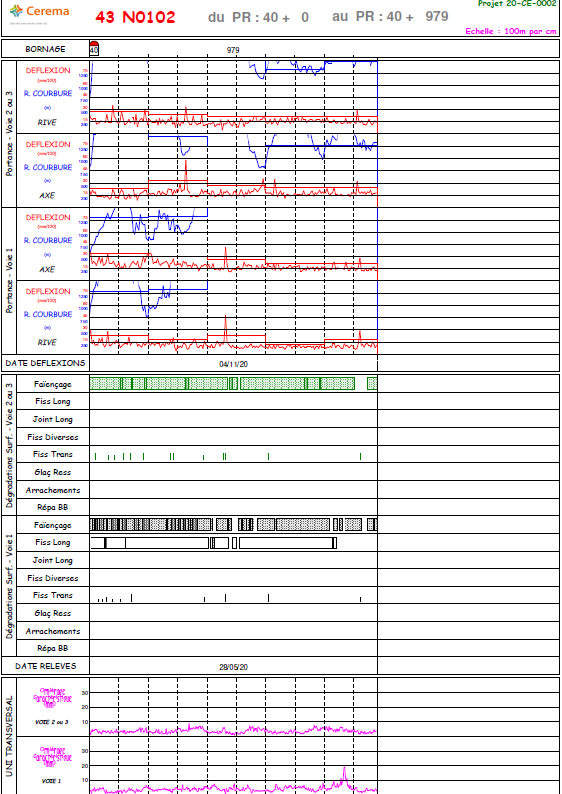 Cerema
43 N0102
du PR : 40 + 0 au PR : 40 + 979
Projet 20-CE-0002
Echelle : 100m par cm
BORNAGE
40
979
Portance - Voie 2 ou 3
DEFLEXION
(mm/100)
R. COURBURE
(m)
RIVE
DEFLEXION
(mm/100)
R. COURBURE
(m)
AXE
Portance - Voie 1
DEFLEXION
(mm/100)
R. COURBURE
(m)
AXE
DEFLEXION
(mm/100)
R. COURBURE
(m)
RIVE
DATE DEFLEXIONS
04/11/20
Dégradations Surf. - Voie 2 ou 3
Faïençage
Fiss Long
Joint Long
Fiss Diverses
Fiss Trans
Glaç Ress
Arrachements
Répa BB
Dégradations Surf. - Voie 1
Faïençage
Fiss Long
Joint Long
Fiss Diverses
Fiss Trans
Glaç Ress
Arrachements
Répa BB
DATE RELEVES
28/05/20
UNI TRANSVERSAL
30
20
10
VOIE 2 ou 3
30
20
10
VOIE 1